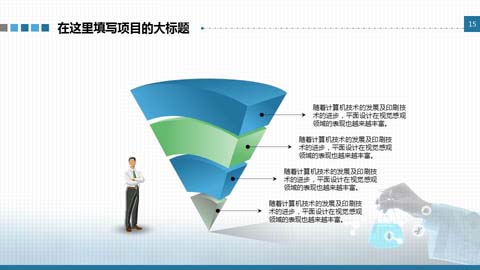 在这里填写项目的大标题
15
随着计算机技术的发展及印刷技
术的进步，平面设计在视觉感观
领域的表现也越来越丰富。
随着计算机技术的发展及印刷技
术的进步，平面设计在视觉感观
领域的表现也越来越丰富。
随着计算机技术的发展及印刷技
术的进步，平面设计在视觉感观
领域的表现也越来越丰富。
随着计算机技术的发展及印刷技
术的进步，平面设计在视觉感观
领域的表现也越来越丰富。